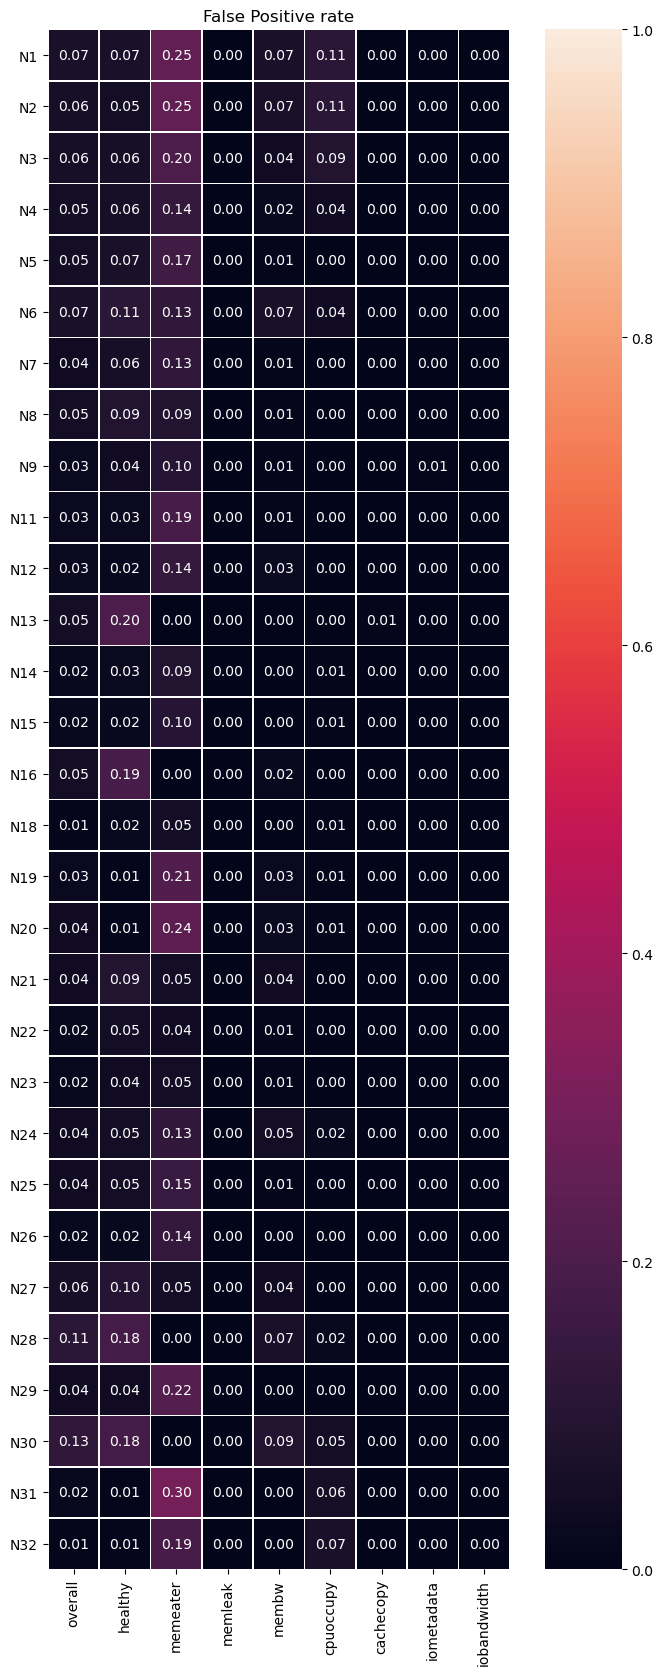 False Positive rate
N1 0.07 0.07 0.25 0.00 0.07 0.11 0.00 0.00 0.00
N2 0.06 0.05 0.25 0.00 0.07 0.11 0.00 0.00 0.00
N3 0.06 0.06 0.20 0.00 0.04 0.09 0.00 0.00 0.00
N4 0.05 0.06 0.14 0.00 0.02 0.04 0.00 0.00 0.00
N5 0.05 0.07 0.17 0.00 0.01 0.00 0.00 0.00 0.00
N6 0.07 0.11 0.13 0.00 0.07 0.04 0.00 0.00 0.00
N7 0.04 0.06 0.13 0.00 0.01 0.00 0.00 0.00 0.00
N8 0.05 0.09 0.09 0.00 0.01 0.00 0.00 0.00 0.00
N9 0.03 0.04 0.10 0.00 0.01 0.00 0.00 0.01 0.00
N11 0.03 0.03 0.19 0.00 0.01 0.00 0.00 0.00 0.00
N12 0.03 0.02 0.14 0.00 0.03 0.00 0.00 0.00 0.00
N13 0.05 0.20 0.00 0.00 0.00 0.00 0.01 0.00 0.00
N14 0.02 0.03 0.09 0.00 0.00 0.01 0.00 0.00 0.00
N15 0.02 0.02 0.10 0.00 0.00 0.01 0.00 0.00 0.00
N16 0.05 0.19 0.00 0.00 0.02 0.00 0.00 0.00 0.00
N18 0.01 0.02 0.05 0.00 0.00 0.01 0.00 0.00 0.00
N19 0.03 0.01 0.21 0.00 0.03 0.01 0.00 0.00 0.00
N20 0.04 0.01 0.24 0.00 0.03 0.01 0.00 0.00 0.00
N21 0.04 0.09 0.05 0.00 0.04 0.00 0.00 0.00 0.00
N22 0.02 0.05 0.04 0.00 0.01 0.00 0.00 0.00 0.00
N23 0.02 0.04 0.05 0.00 0.01 0.00 0.00 0.00 0.00
N24 0.04 0.05 0.13 0.00 0.05 0.02 0.00 0.00 0.00
N25 0.04 0.05 0.15 0.00 0.01 0.00 0.00 0.00 0.00
N26 0.02 0.02 0.14 0.00 0.00 0.00 0.00 0.00 0.00
N27 0.06 0.10 0.05 0.00 0.04 0.00 0.00 0.00 0.00
N28 0.11 0.18 0.00 0.00 0.07 0.02 0.00 0.00 0.00
N29 0.04 0.04 0.22 0.00 0.00 0.00 0.00 0.00 0.00
N30 0.13 0.18 0.00 0.00 0.09 0.05 0.00 0.00 0.00
N31 0.02 0.01 0.30 0.00 0.00 0.06 0.00 0.00 0.00
N32 0.01 0.01 0.19 0.00 0.00 0.07 0.00 0.00 0.00
overall
healthy
memeater
memleak
membw
cpuoccupy
cachecopy
iometadata
iobandwidth
1.0
0.8
0.6
0.4
0.2
0.0